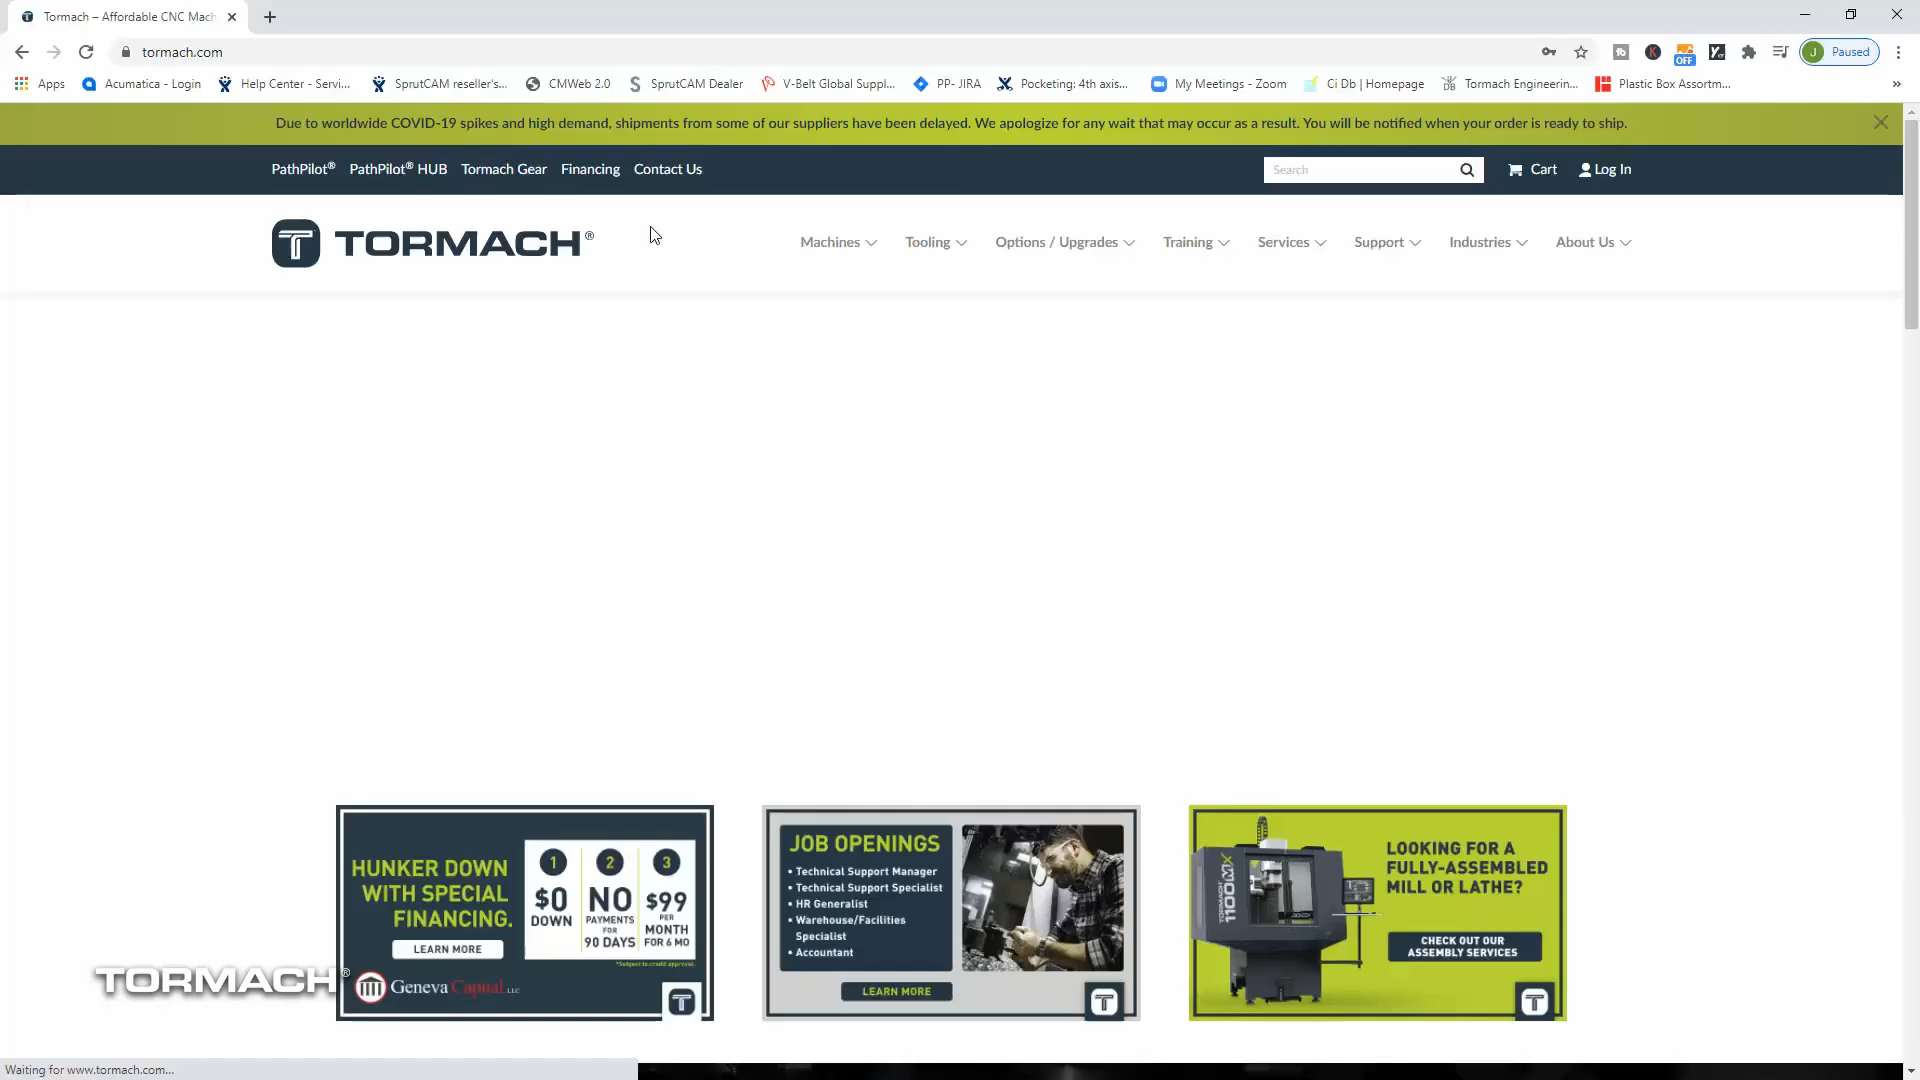 Tormach – Affordable CNC Mach
tormach.com
Paused
Apps
Acumatica - Login
Help Center - Servi...
SprutCAM reseller's...
CMWeb 2.0
SprutCAM Dealer
V-Belt Global Suppl...
PP- JIRA
Pocketing: 4th axis...
My Meetings - Zoom
Ci Db | Homepage
Tormach Engineerin...
Plastic Box Assortm...
Due to worldwide COVID-19 spikes and high demand, shipments from some of our suppliers have been delayed. We apologize for any wait that may occur as a result. You will be notified when your order is ready to ship.
PathPilot® PathPilot® HUB Tormach Gear Financing Contact Us
Search
Cart
Log In
TORMACH®
Machines Tooling Options / Upgrades Training Services Support Industries About Us
HUNKER DOWN
WITH SPECIAL
FINANCING.
LEARN MORE
Geneva Capital, LLC
1 2 3
$0
DOWN
NO
PAYMENTS
FOR
90 DAYS
$99
PER
MONTH
FOR 6 MO
*Subject to credit approval.
JOB OPENINGS
• Technical Support Manager
• Technical Support Specialist
• HR Generalist
• Warehouse/Facilities
Specialist
• Accountant
LEARN MORE
LOOKING FOR A
FULLY-ASSEMBLED
MILL OR LATHE?
CHECK OUT OUR
ASSEMBLY SERVICES
TORMACH 1100MX
TORMACH®
Waiting for www.tormach.com...